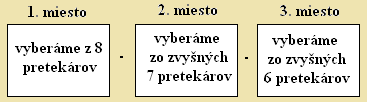 1. miesto
2. miesto
3. miesto
vyberáme z 8
pretekárov
.
vyberáme
zo zvyšných
7 pretekárov
.
vyberáme
zo zvyšných
6 pretekárov